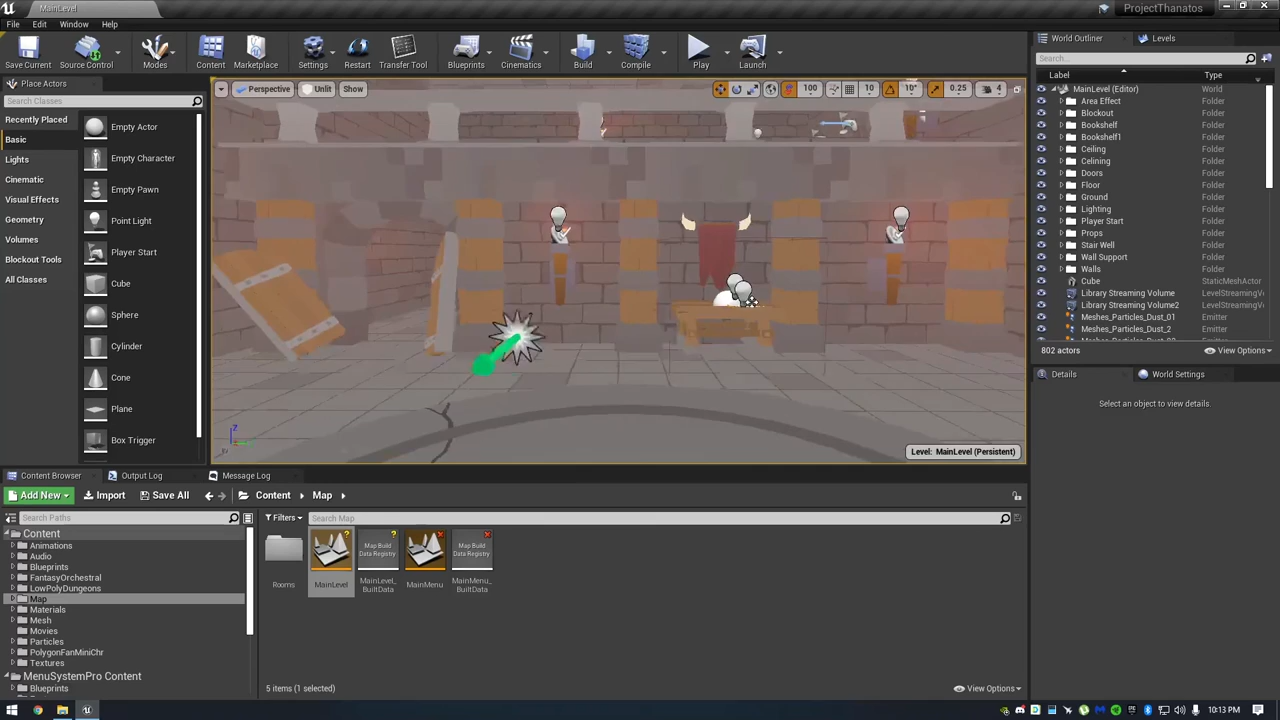 MainLevel
ProjectThanatos
File Edit Window Help
Save Current
Source Control
Modes
Content
Marketplace
Settings
Restart
Transfer Tool
Blueprints
Cinematics
Build
Compile
Play
Launch
Place Actors
Search Classes
Recently Placed
Basic
Lights
Cinematic
Visual Effects
Geometry
Volumes
Blockout Tools
All Classes
Empty Actor
Empty Character
Empty Pawn
Point Light
Player Start
Cube
Sphere
Cylinder
Cone
Plane
Box Trigger
Perspective
Unlit
Show
100
10
10°
0.25
4
Z
Level: MainLevel (Persistent)
World Outliner
Levels
Search...
Label Type
MainLevel (Editor) World
Area Effect Folder
Blockout Folder
Bookshelf Folder
Bookshelf1 Folder
Ceiling Folder
Celining Folder
Doors Folder
Floor Folder
Ground Folder
Lighting Folder
Player Start Folder
Props Folder
Stair Well Folder
Wall Support Folder
Walls Folder
Cube StaticMeshActor
Library Streaming Volume LevelStreamingV
Library Streaming Volume2 LevelStreamingV
Meshes_Particles_Dust_01 Emitter
Meshes_Particles_Dust_2 Emitter
802 actors
View Options
Details
World Settings
Select an object to view details.
Content Browser
Output Log
Message Log
Add New
Import
Save All
Content
Map
Search Paths
Filters
Search Map
Content
Animations
Audio
Blueprints
FantasyOrchestral
LowPolyDungeons
Map
Materials
Mesh
Movies
Particles
PolygonFanMiniChr
Textures
MenuSystemPro Content
Blueprints
Rooms
MainLevel
Map Build
Data Registry
MainLevel_
BuiltData
MainMenu
Map Build
Data Registry
MainMenu_
BuiltData
5 items (1 selected)
View Options
10:13 PM